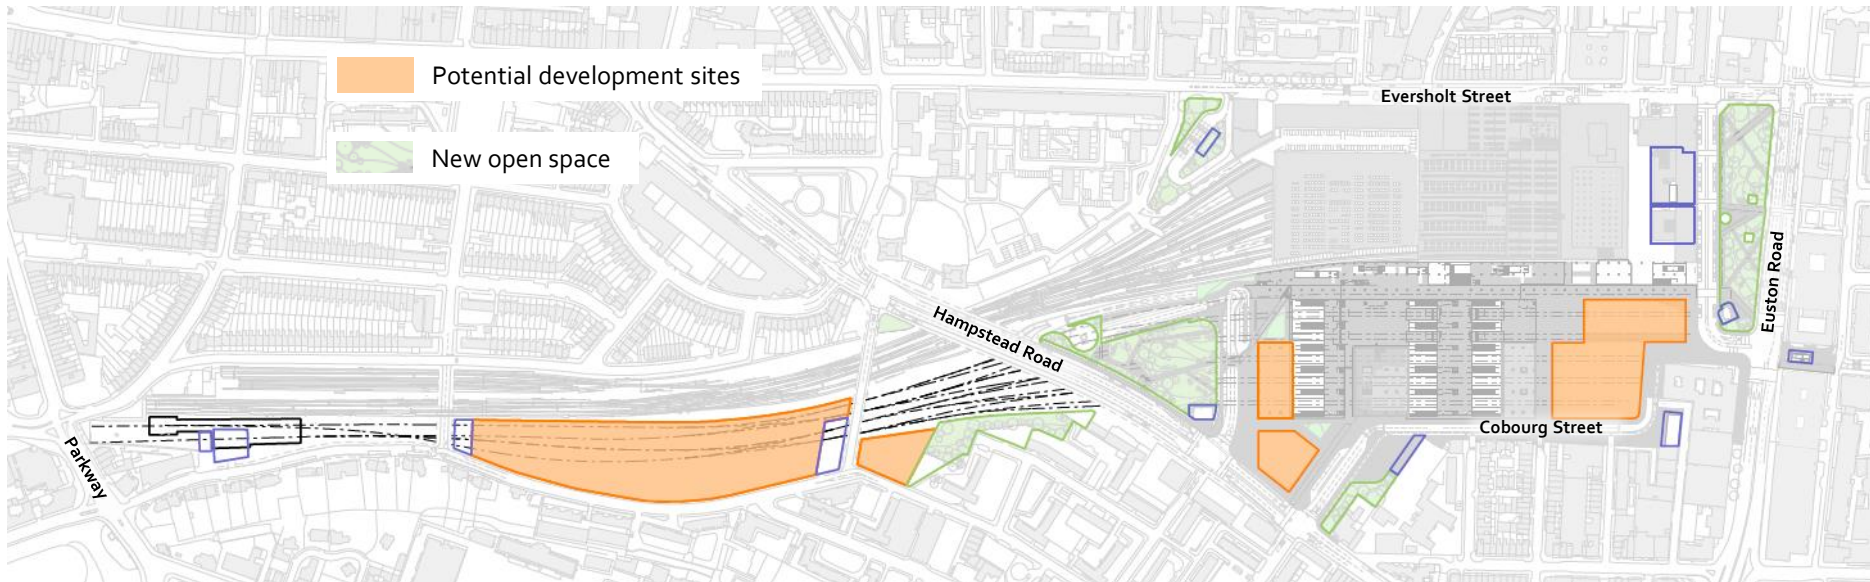 Potential development sites
New open space
Eversholt Street
Euston Road
Hampstead Road
Cobourg Street
Parkway